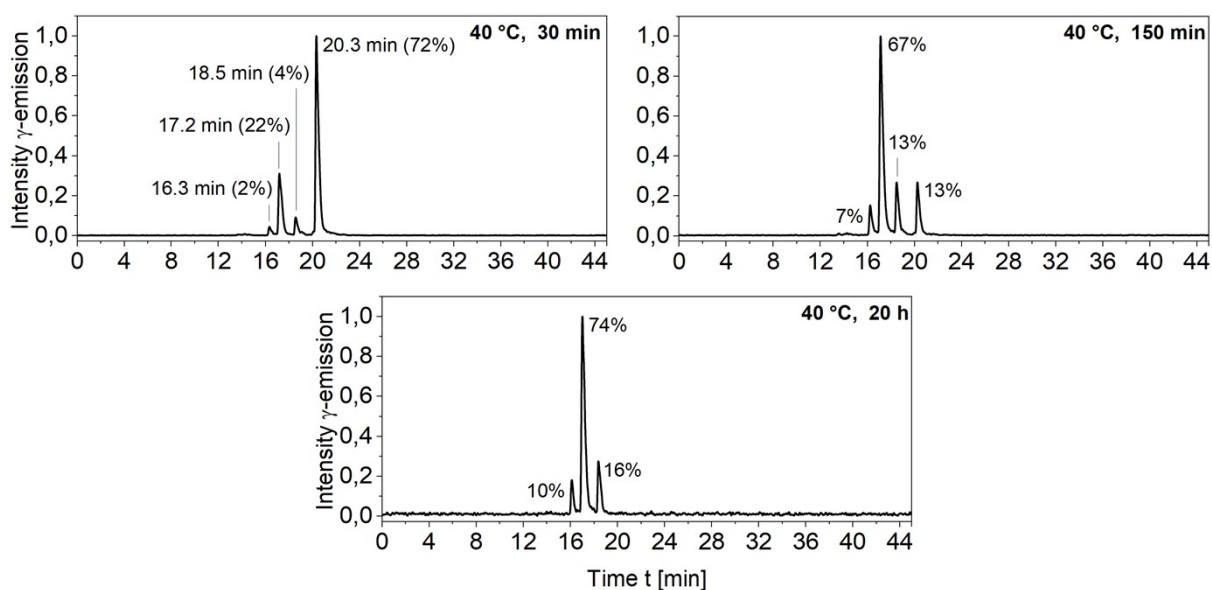 Intensity γ-emission
1,0
0,8
0,6
0,4
0,2
0,0
0 4 8 12 16 20 24 28 32 36 40 44
40 °C, 30 min
20.3 min (72%)
18.5 min (4%)
17.2 min (22%)
16.3 min (2%)
1,0
0,8
0,6
0,4
0,2
0,0
0 4 8 12 16 20 24 28 32 36 40 44
40 °C, 150 min
67%
13%
13%
7%
Intensity γ-emission
1,0
0,8
0,6
0,4
0,2
0,0
0 4 8 12 16 20 24 28 32 36 40 44
40 °C, 20 h
74%
16%
10%
Time t [min]